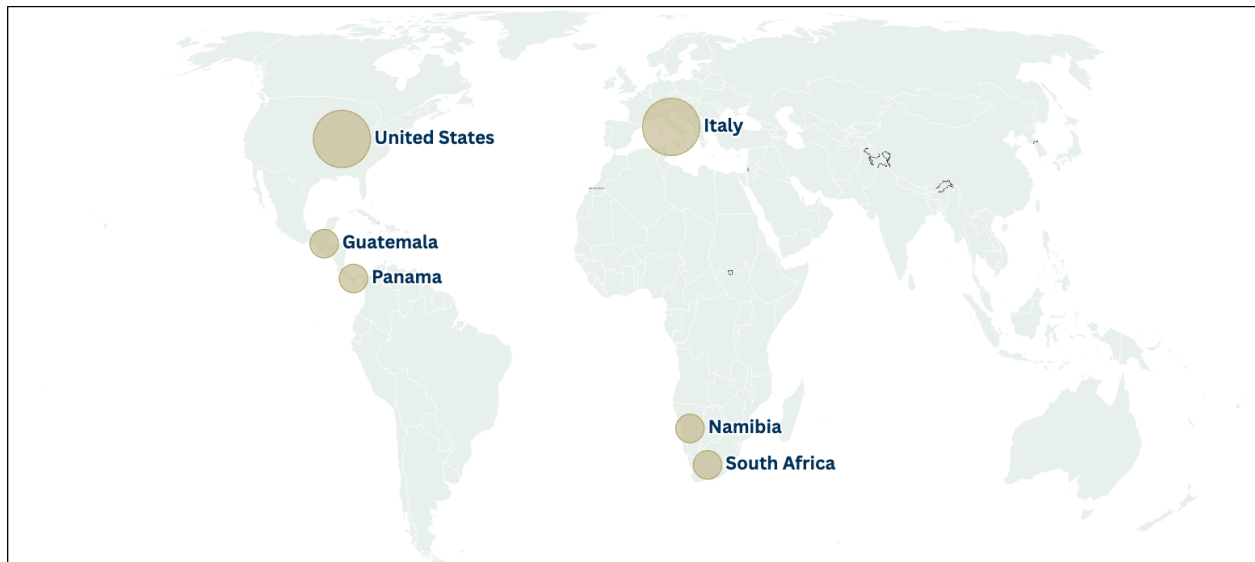 Italy
United States
Guatemala
Panama
Namibia
South Africa